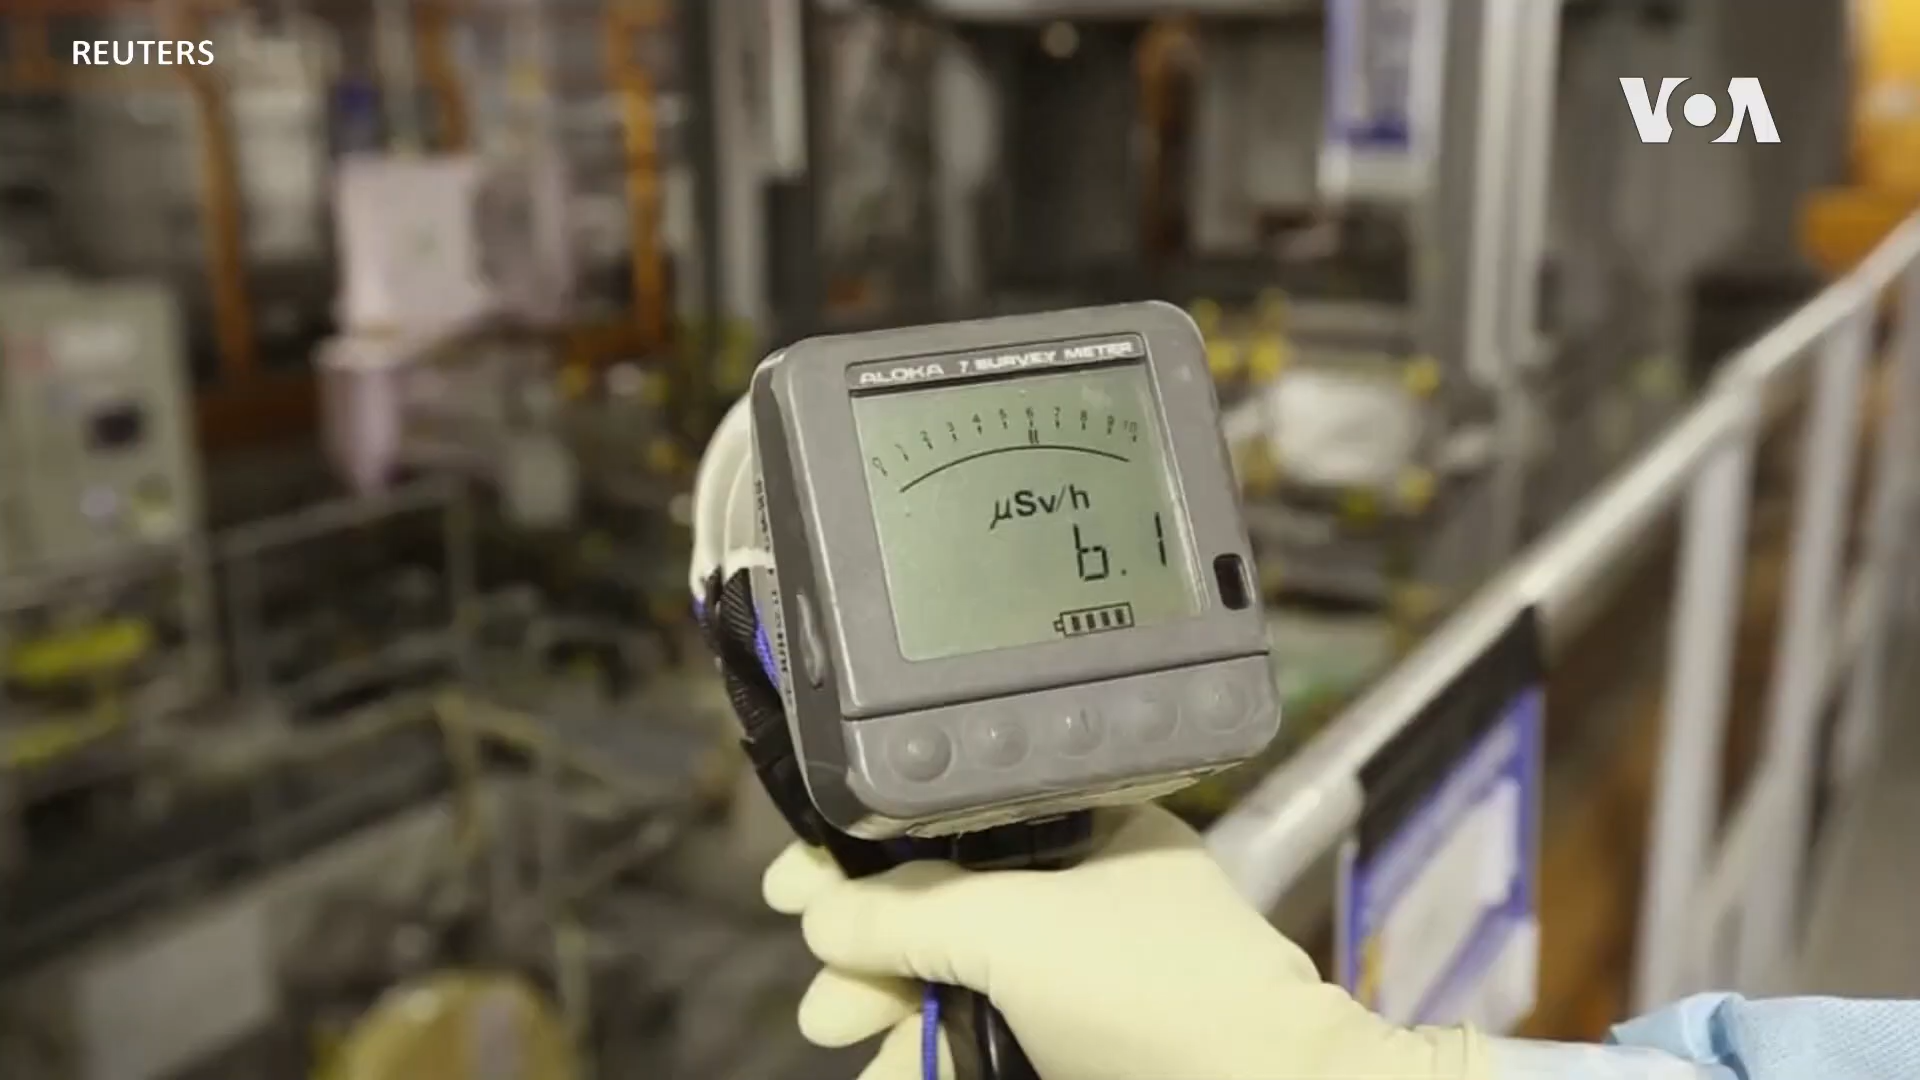 REUTERS
VOA
ALOKA γ SURVEY METER
0 1 2 3 4 5 6 7 8 9 10
μSv/h
6.1